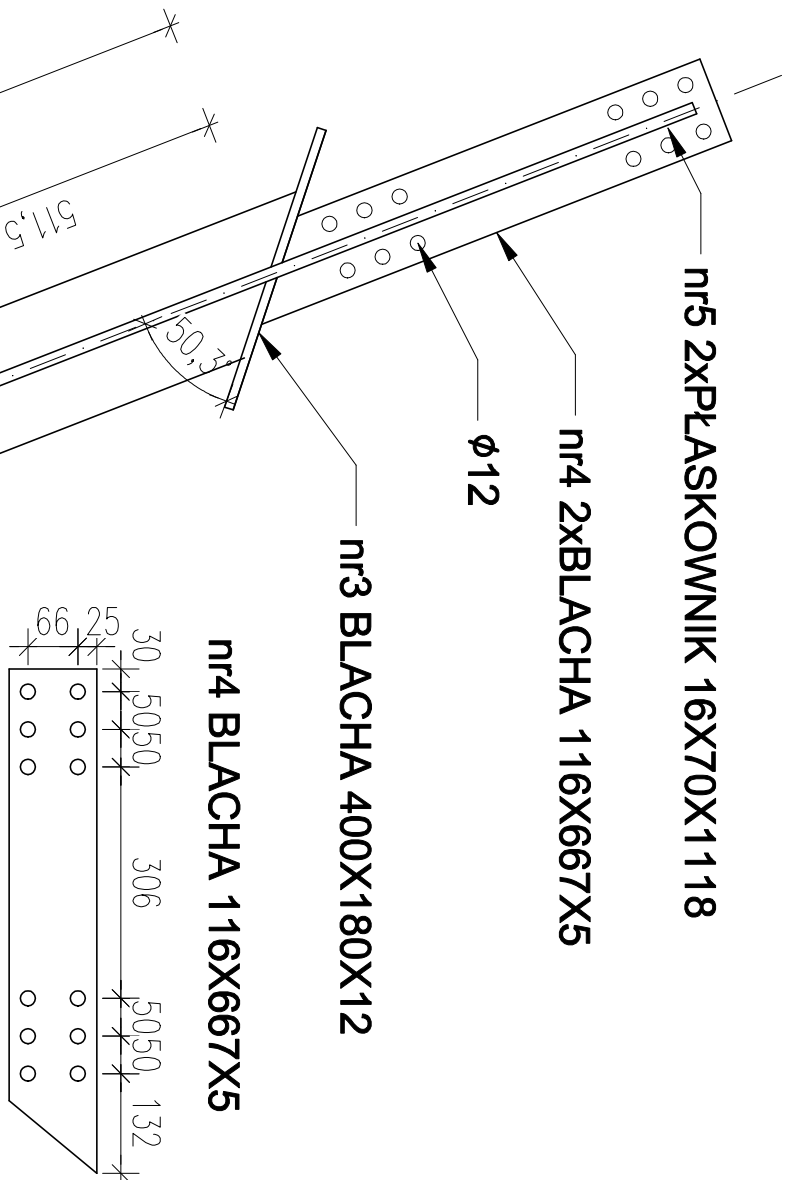 nr5 2xPŁASKOWNIK 16X70X1118
nr4 2xBLACHA 116X667X5
ϕ12
nr3 BLACHA 400X180X12
50,3°
511,5
nr4 BLACHA 116X667X5
30 50 50 306 50 50 132
66 25